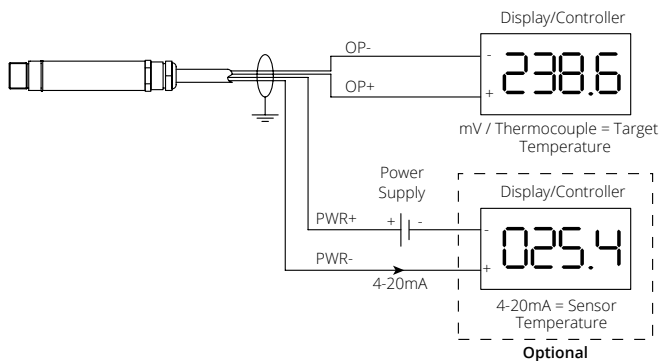 Display/Controller
OP-
-
238.6
OP+
+
mV / Thermocouple = Target
Temperature
Power
Supply
Display/Controller
PWR+
+ -
-
025.4
PWR-
+
4-20mA
4-20mA = Sensor
Temperature
Optional